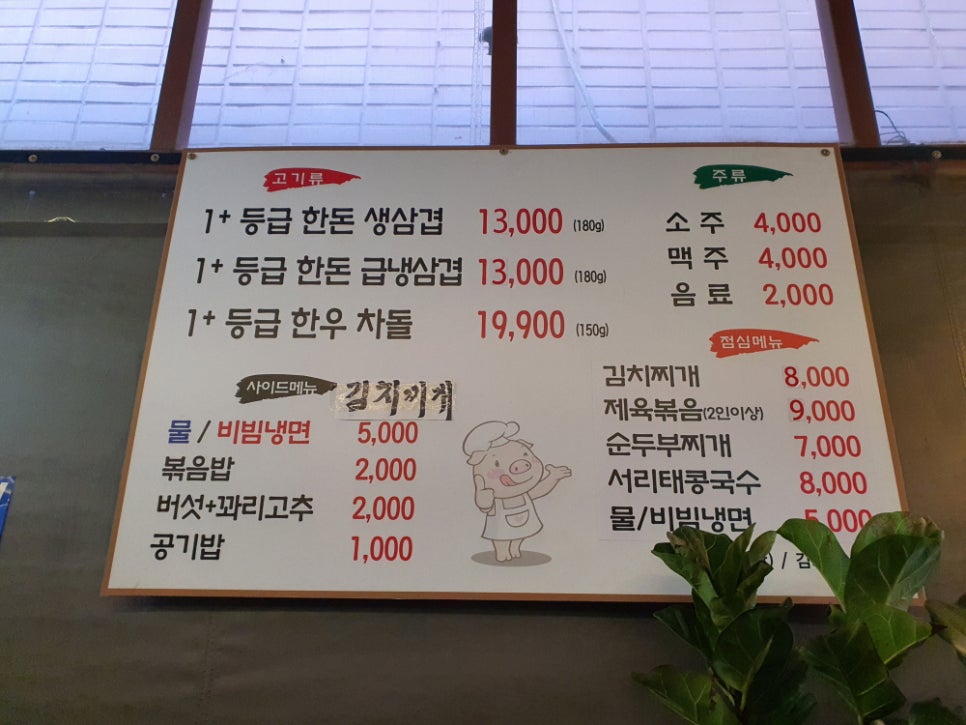 고기류
1+ 등급 한돈 생삼겹 13,000 (180g)
1+ 등급 한돈 급냉삼겹 13,000 (180g)
1+ 등급 한우 차돌 19,900 (150g)
주류
소주 4,000
맥주 4,000
음료 2,000
사이드메뉴 김치찌개
물 / 비빔냉면 5,000
볶음밥 2,000
버섯+꽈리고추 2,000
공기밥 1,000
점심메뉴
김치찌개 8,000
제육볶음(2인이상) 9,000
순두부찌개 7,000
서리태콩국수 8,000
물/비빔냉면 5,000
) / 김